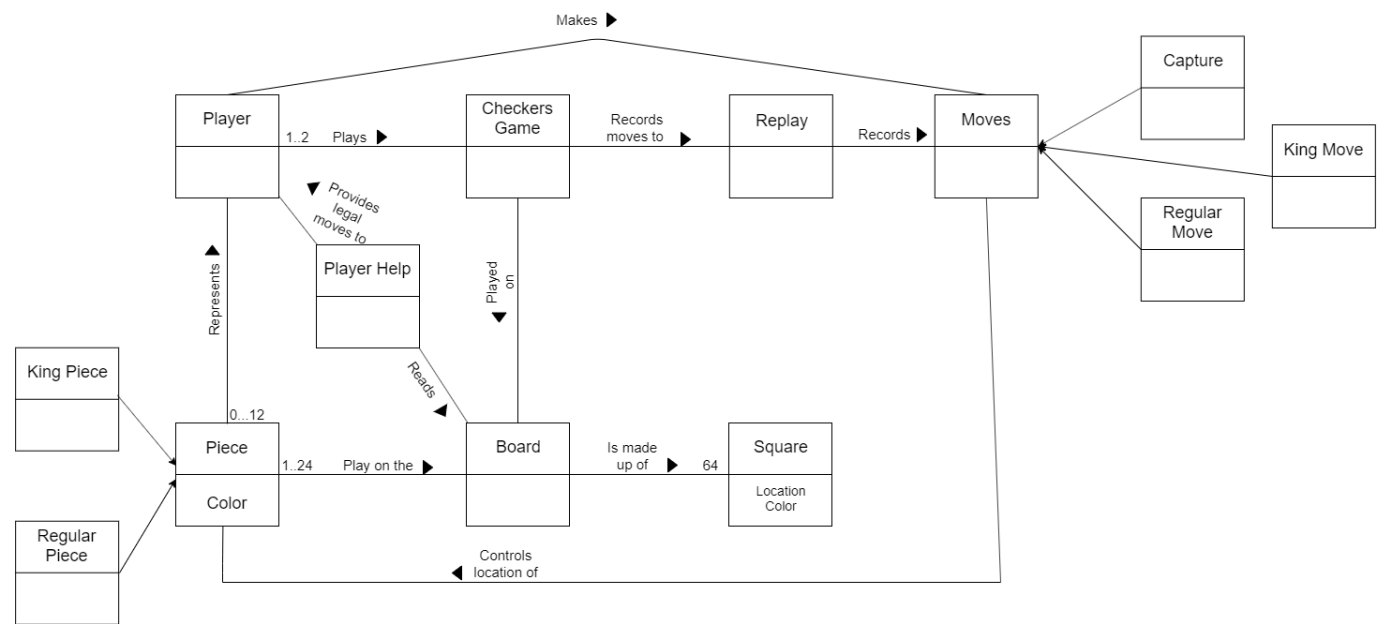 Makes
Capture
Player
Checkers
Game
Replay
Moves
King Move
1..2
Plays
Records
moves to
Records
Provides
legal
moves to
Regular
Move
Player Help
Represents
Played
on
King Piece
Reads
0...12
Piece
1..24
Play on the
Board
Is made
up of
64
Square
Color
Location
Color
Regular
Piece
Controls
location of